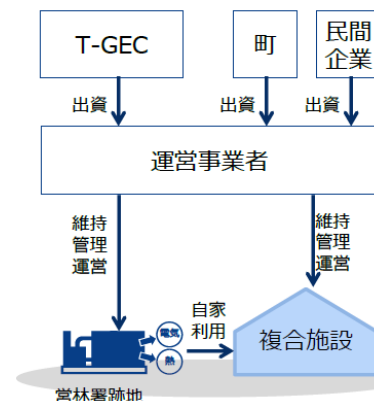 T-GEC
町
民間
企業
出資
出資
出資
運営事業者
維持
管理
運営
維持
管理
運営
電気
熱
自家
利用
複合施設
営林署跡地